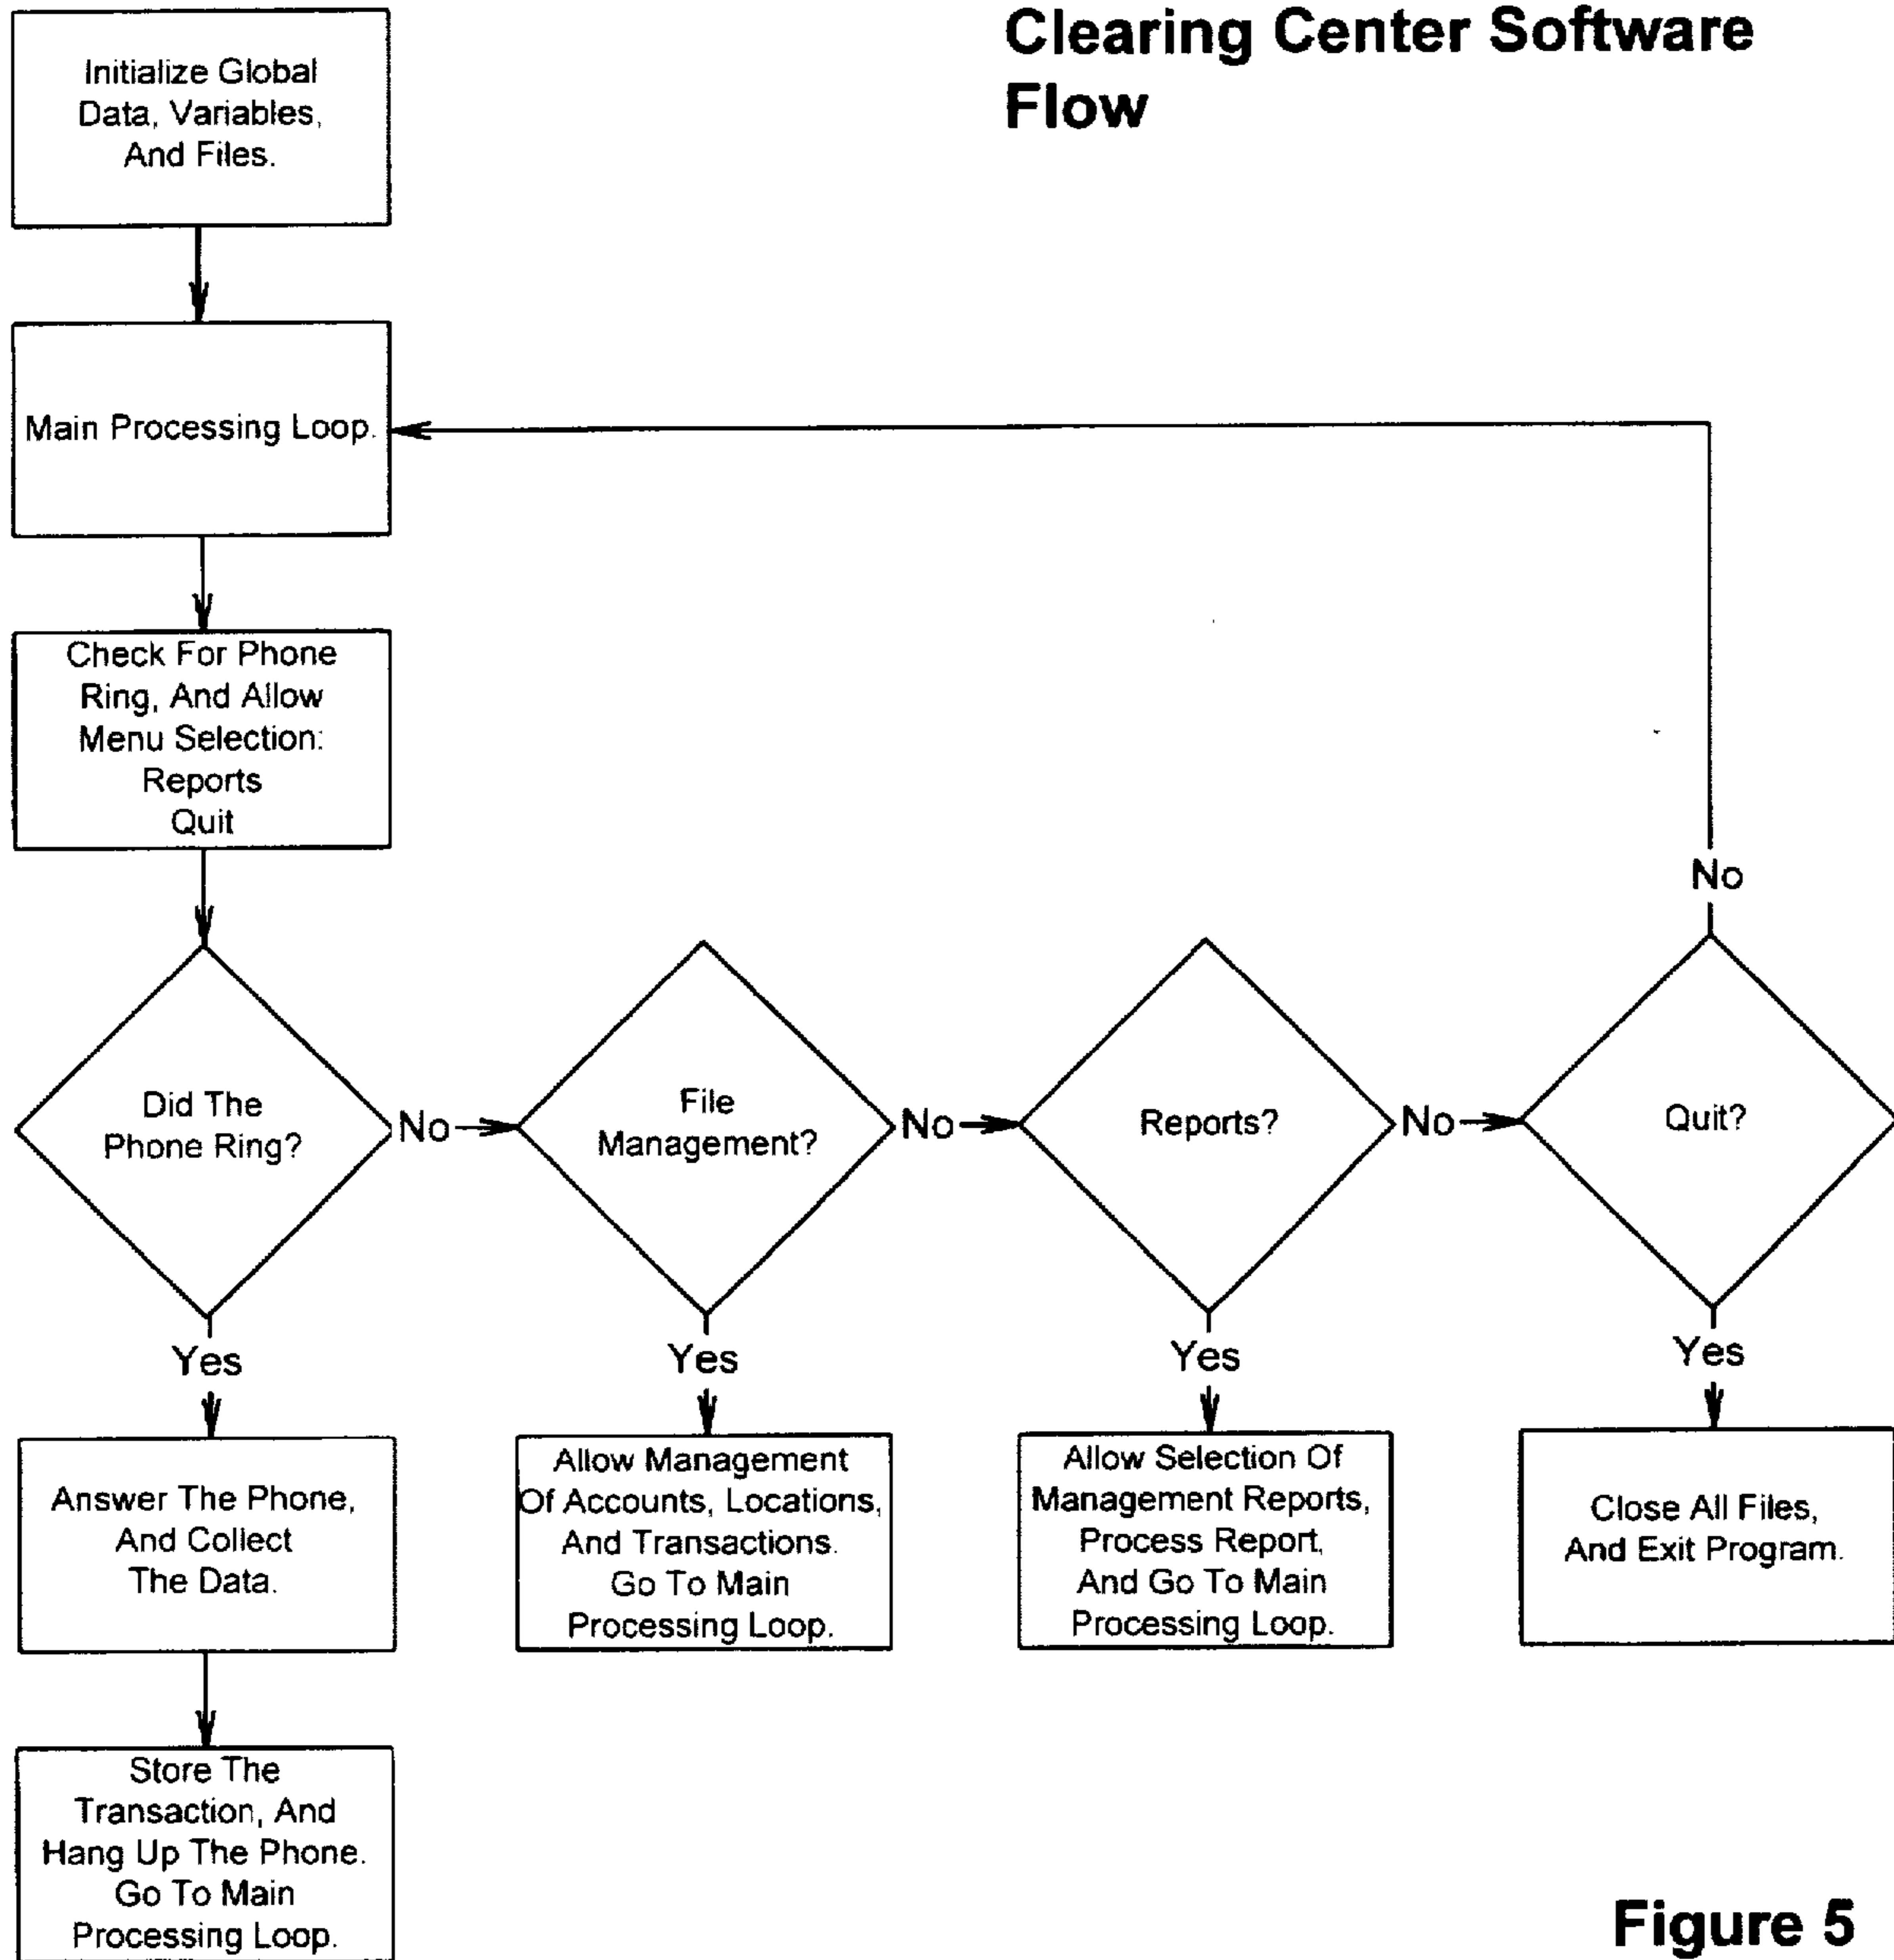 Clearing Center Software
Flow
Initialize Global
Data, Variables,
And Files.
Main Processing Loop.
Check For Phone
Ring, And Allow
Menu Selection:
Reports
Quit
Did The
Phone Ring?
No
File
Management?
No
Reports?
No
Quit?
No
Yes
Yes
Yes
Yes
Answer The Phone,
And Collect
The Data.
Allow Management
Of Accounts, Locations,
And Transactions.
Go To Main
Processing Loop.
Allow Selection Of
Management Reports,
Process Report,
And Go To Main
Processing Loop.
Close All Files,
And Exit Program.
Store The
Transaction, And
Hang Up The Phone.
Go To Main
Processing Loop.
Figure 5